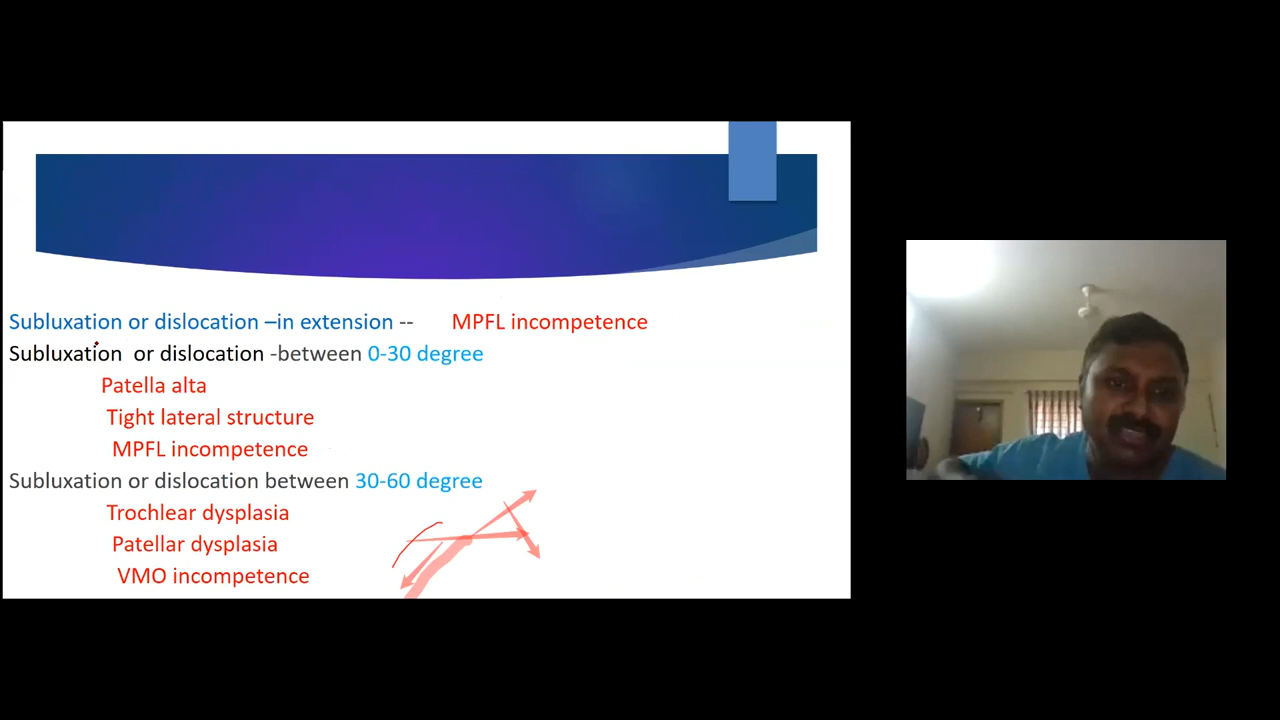 Subluxation or dislocation –in extension -- MPFL incompetence
Subluxation or dislocation -between 0-30 degree
Patella alta
Tight lateral structure
MPFL incompetence
Subluxation or dislocation between 30-60 degree
Trochlear dysplasia
Patellar dysplasia
VMO incompetence